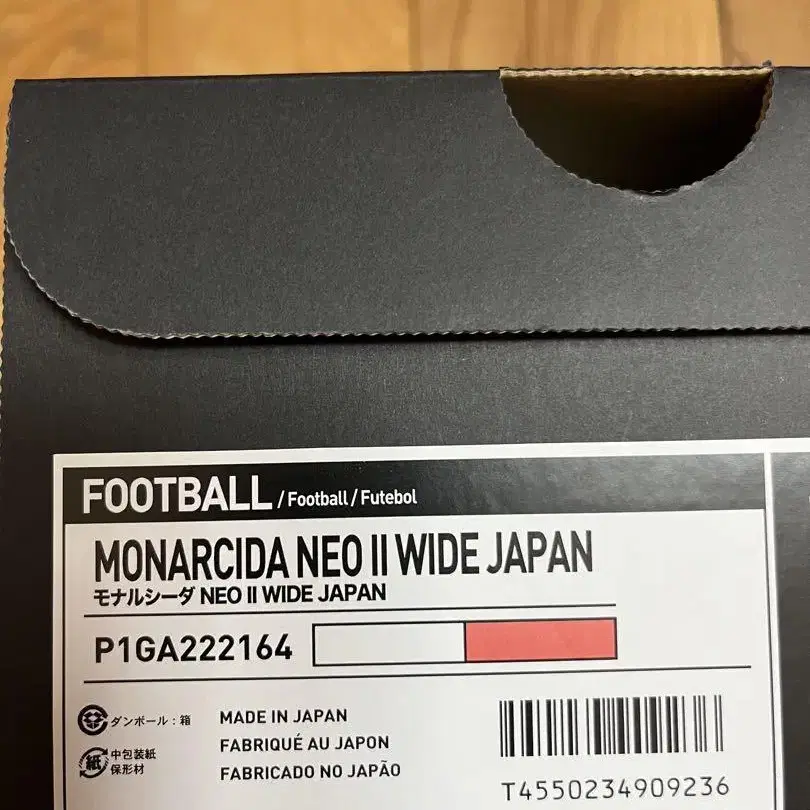 FOOTBALL / Football / Futebol
MONARCIDA NEO II WIDE JAPAN
モナルシーダ NEO II WIDE JAPAN
P1GA222164
ダンボール : 箱
紙
中包装紙
保形材
MADE IN JAPAN
FABRIQUÉ AU JAPON
FABRICADO NO JAPÃO
T4550234909236